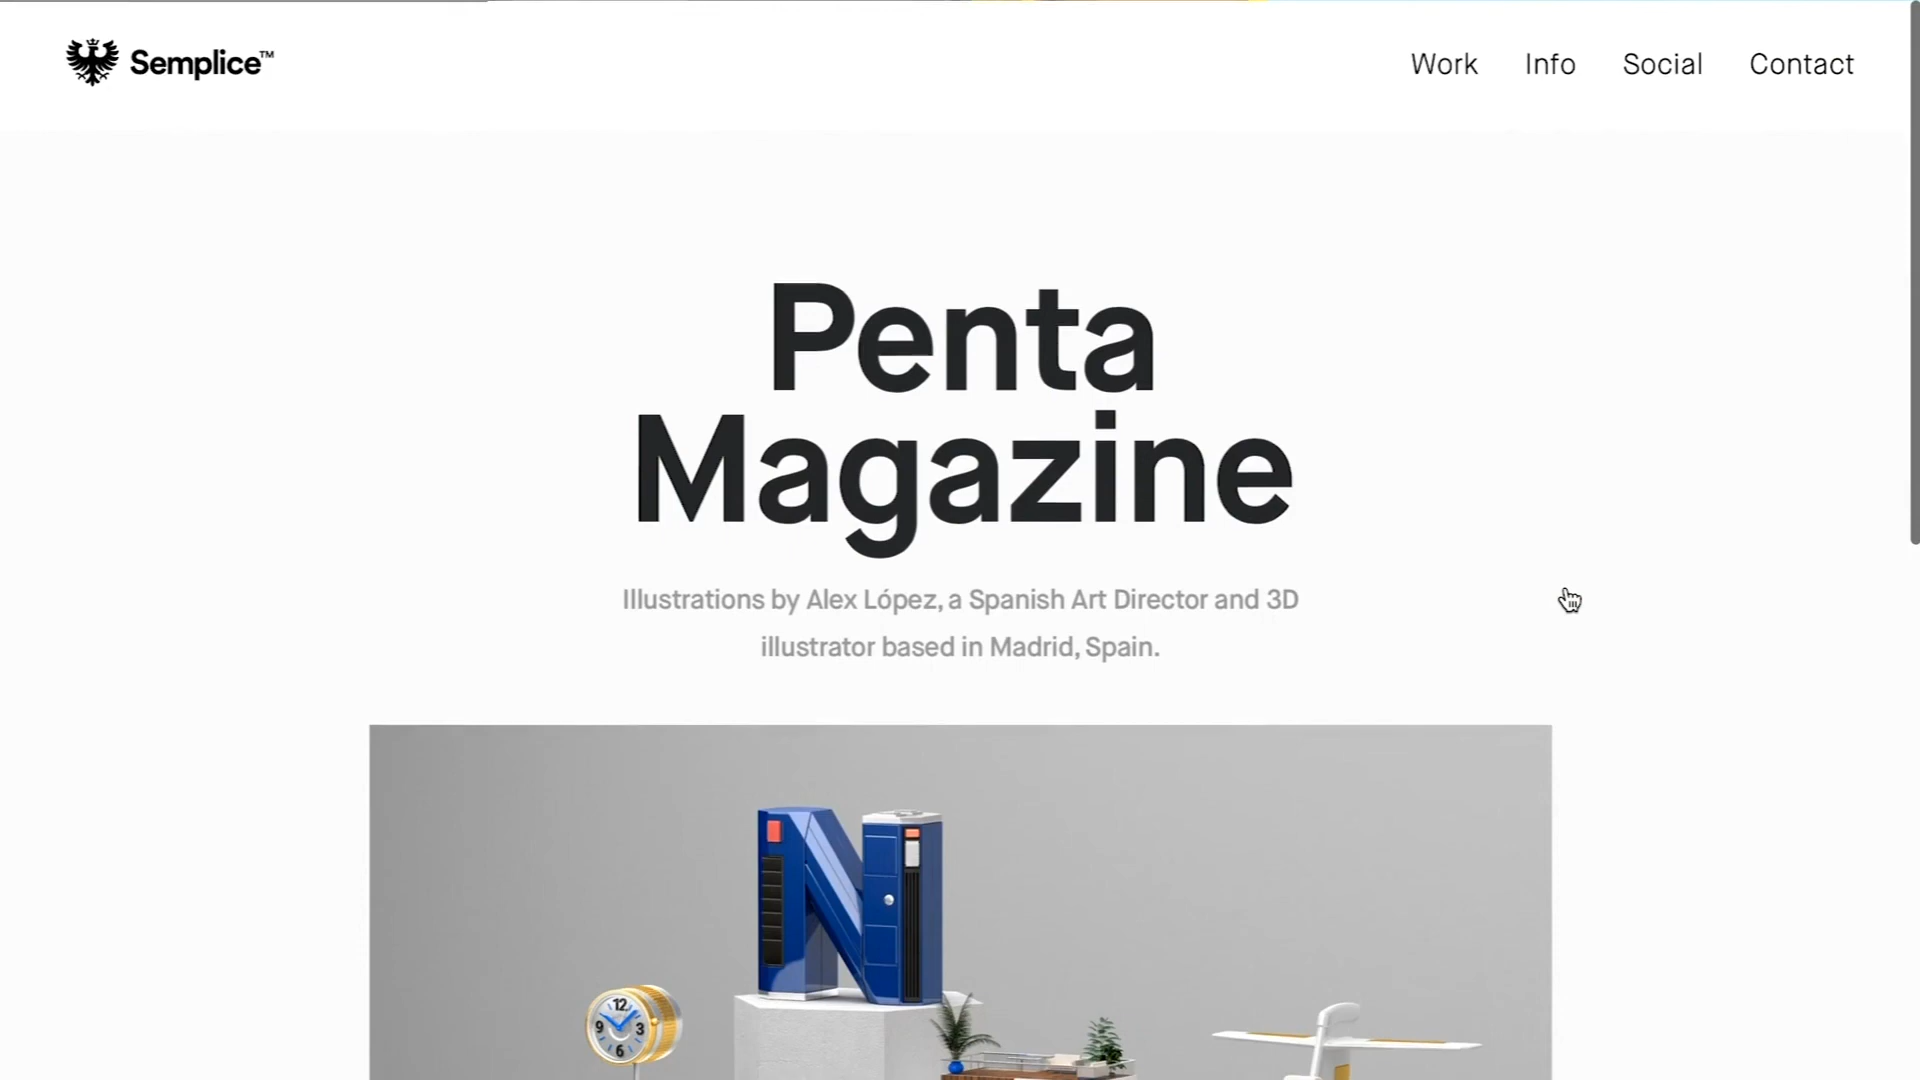 Semplice™
Work Info Social Contact
Penta
Magazine
Illustrations by Alex López, a Spanish Art Director and 3D
illustrator based in Madrid, Spain.
N
12
9 3
6